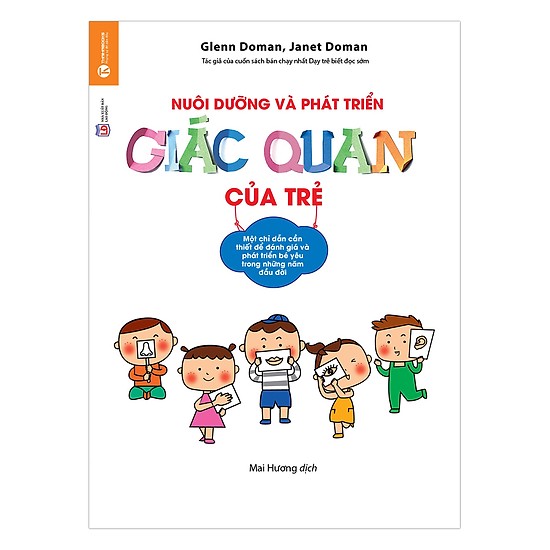 Glenn Doman, Janet Doman
Tác giả của cuốn sách bán chạy nhất Dạy trẻ biết đọc sớm
NUÔI DƯỠNG VÀ PHÁT TRIỂN
GIÁC QUAN
CỦA TRẺ
Một chỉ dẫn cần
thiết để đánh giá và
phát triển bé yêu
trong những năm
đầu đời
Mai Hương dịch